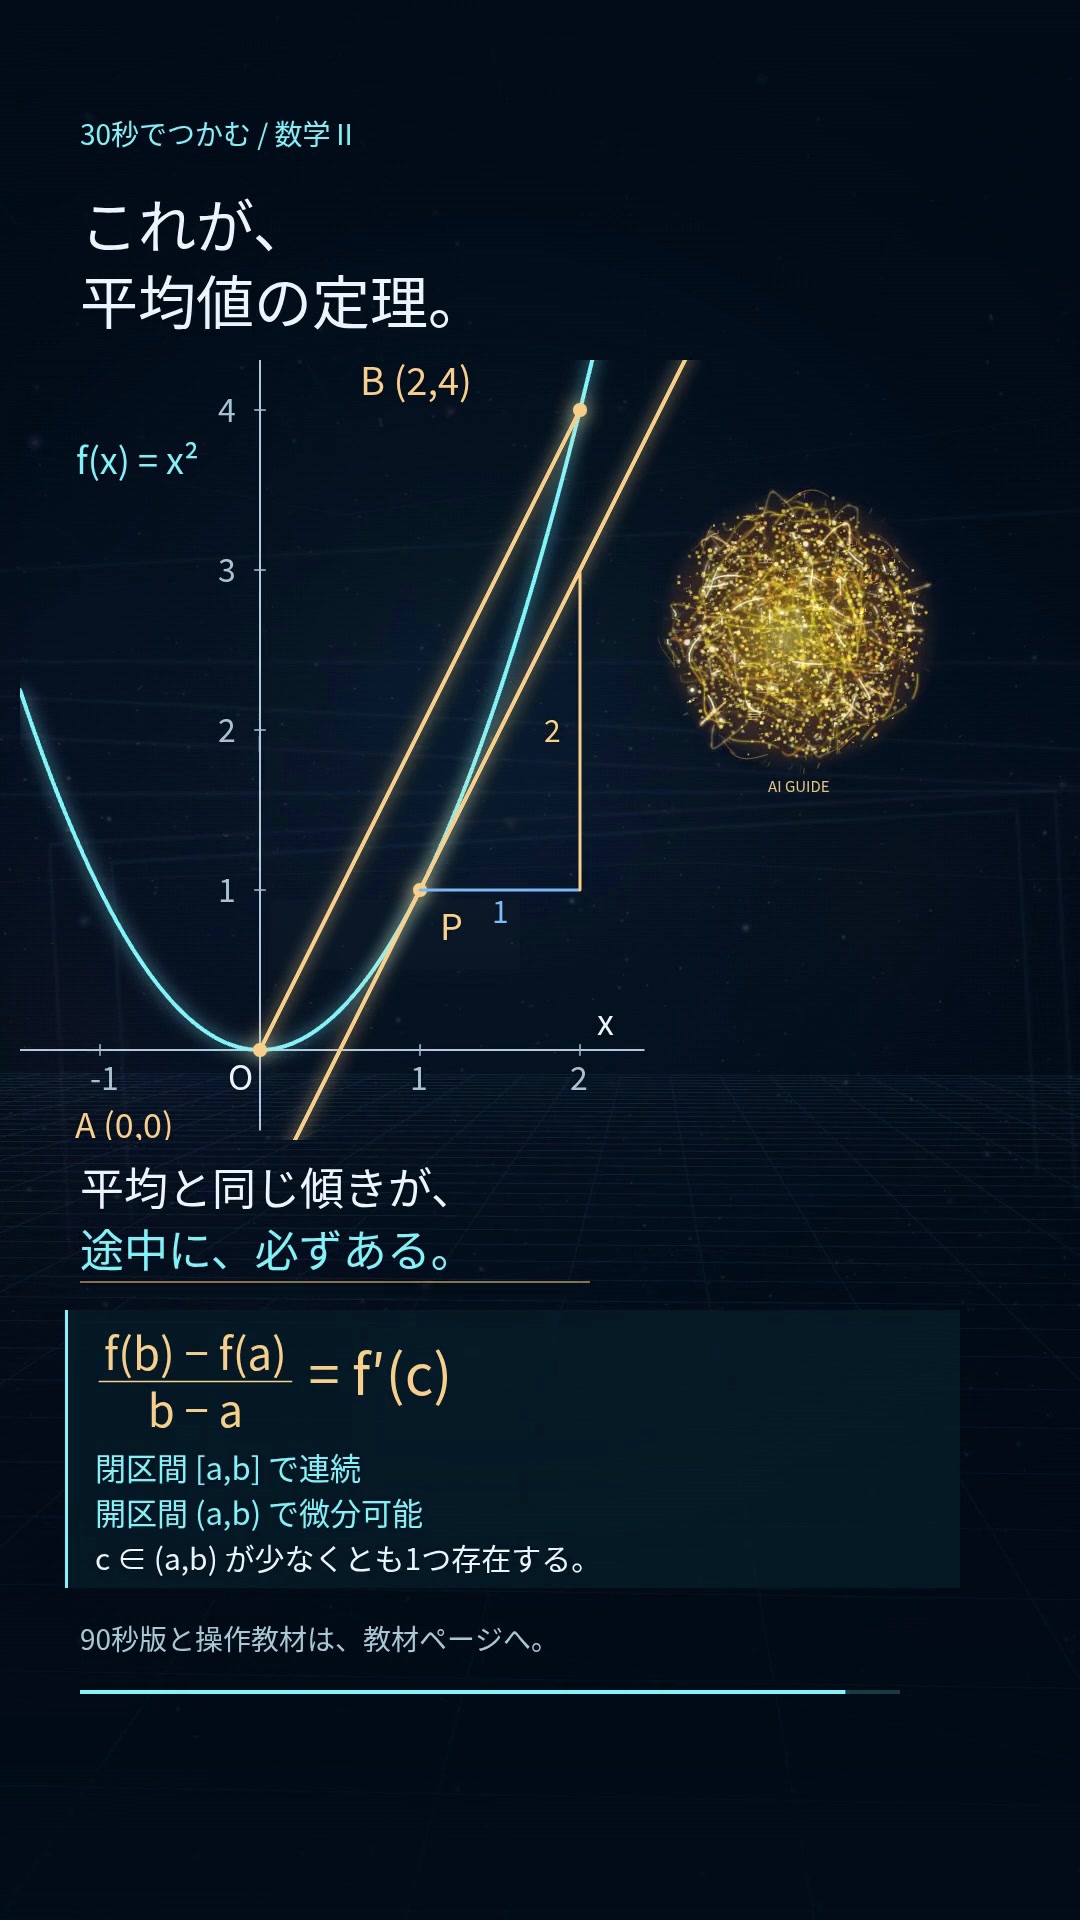 30秒でつかむ / 数学Ⅱ
これが、
平均値の定理。
B (2,4)
4
f(x) = x²
3
2
2
AI GUIDE
1
1
P
x
-1
O
1
2
A (0,0)
平均と同じ傾きが、
途中に、必ずある。
f(b) − f(a)
b − a
= f′(c)
閉区間 [a,b] で連続
開区間 (a,b) で微分可能
c ∈ (a,b) が少なくとも1つ存在する。
90秒版と操作教材は、教材ページへ。